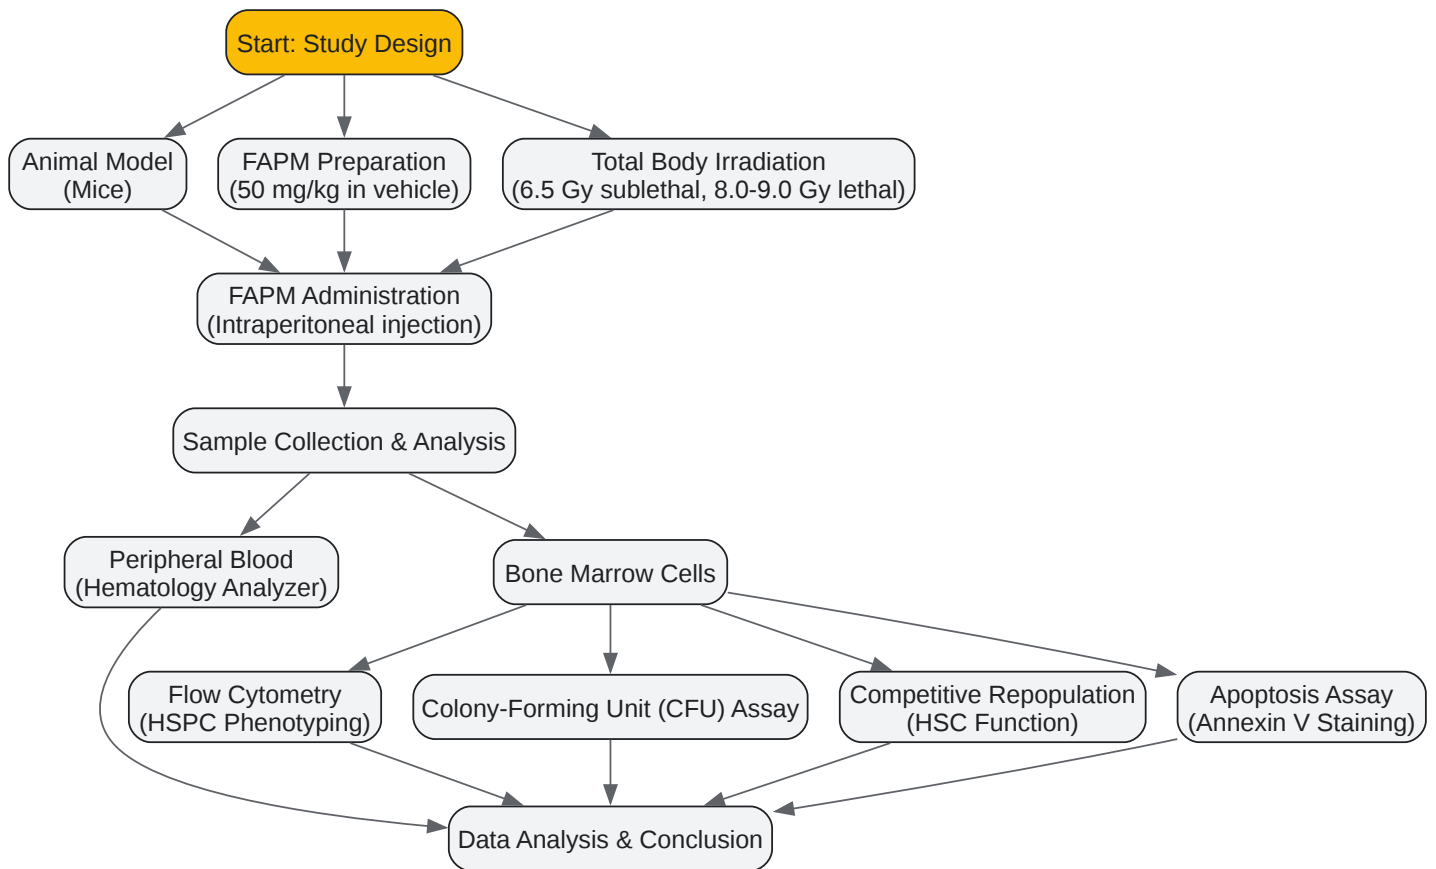 Start: Study Design
Animal Model
(Mice)
FAPM Preparation
(50 mg/kg in vehicle)
Total Body Irradiation
(6.5 Gy sublethal, 8.0-9.0 Gy lethal)
FAPM Administration
(Intraperitoneal injection)
Sample Collection & Analysis
Peripheral Blood
(Hematology Analyzer)
Bone Marrow Cells
Flow Cytometry
(HSPC Phenotyping)
Colony-Forming Unit (CFU) Assay
Competitive Repopulation
(HSC Function)
Apoptosis Assay
(Annexin V Staining)
Data Analysis & Conclusion